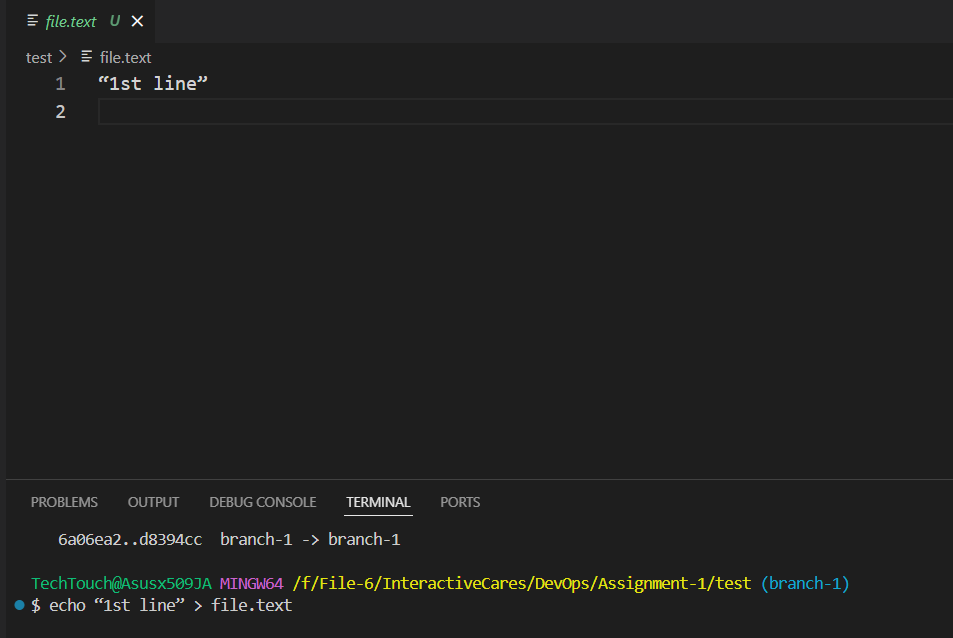 file.text U
test > file.text
1 “1st line”
2
PROBLEMS OUTPUT DEBUG CONSOLE TERMINAL PORTS
6a06ea2..d8394cc branch-1 -> branch-1
TechTouch@Asusx509JA MINGW64 /f/File-6/InteractiveCares/DevOps/Assignment-1/test (branch-1)
$ echo “1st line” > file.text